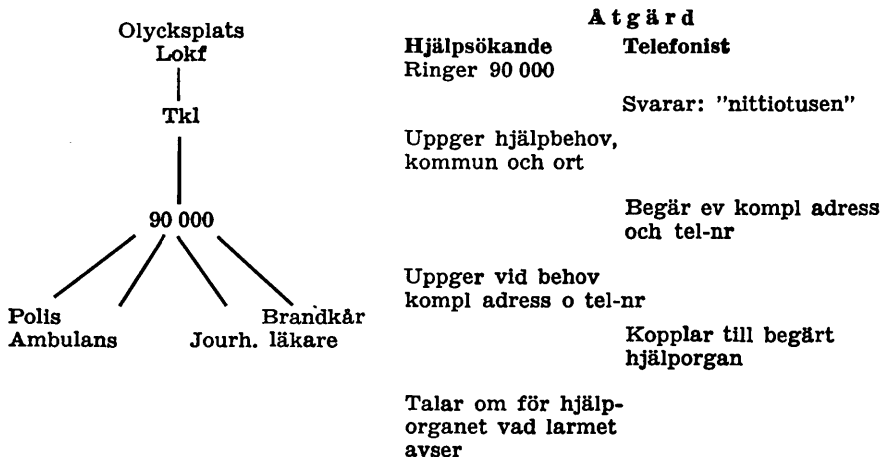 Olycksplats
Lokf
Tkl
90 000
Polis
Ambulans
Brandkår
Jourh. läkare
Åtgärd
Hjälpsökande
Telefonist
Ringer 90 000
Svarar: "nittiotusen"
Uppger hjälpbehov,
kommun och ort
Begär ev kompl adress
och tel-nr
Uppger vid behov
kompl adress o tel-nr
Kopplar till begärt
hjälporgan
Talar om för hjälp-
organet vad larmet
avser